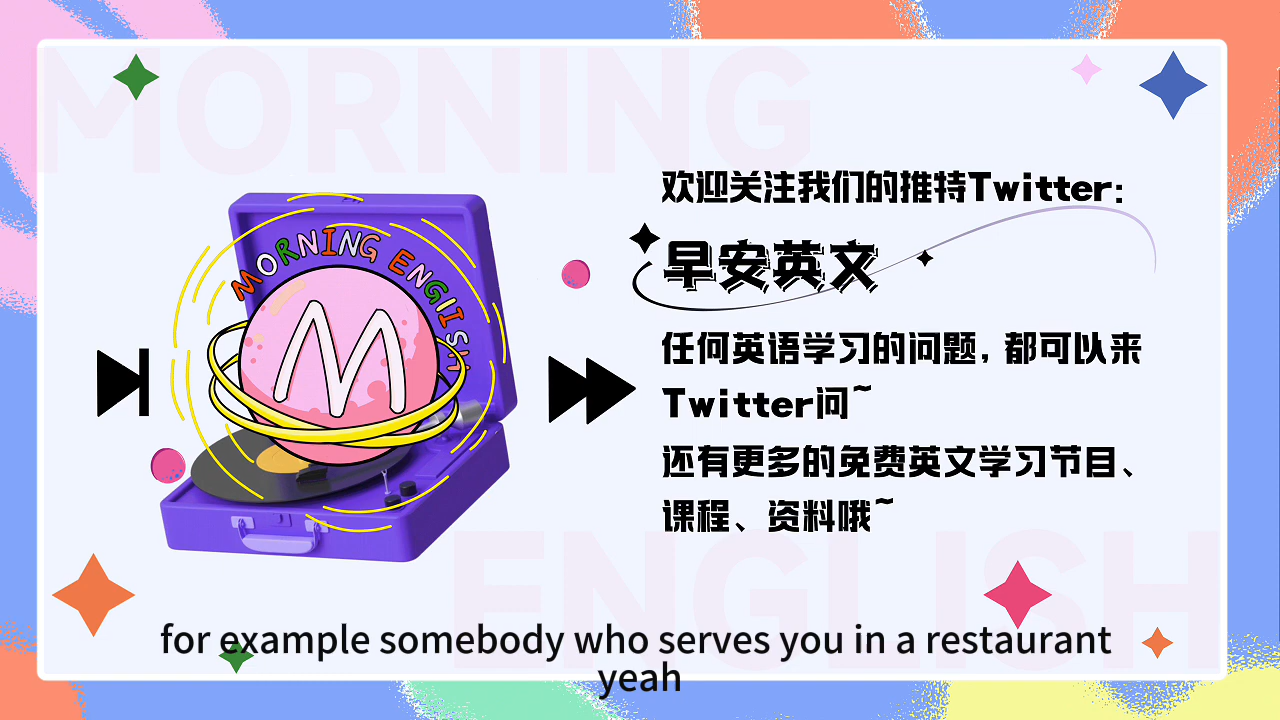 MORNING
欢迎关注我们的推特Twitter:
早安英文
MORNING ENGlISH
M
任何英语学习的问题,都可以来
Twitter问~
还有更多的免费英文学习节目、
课程、资料哦~
ENGLISH
for example somebody who serves you in a restaurant
yeah